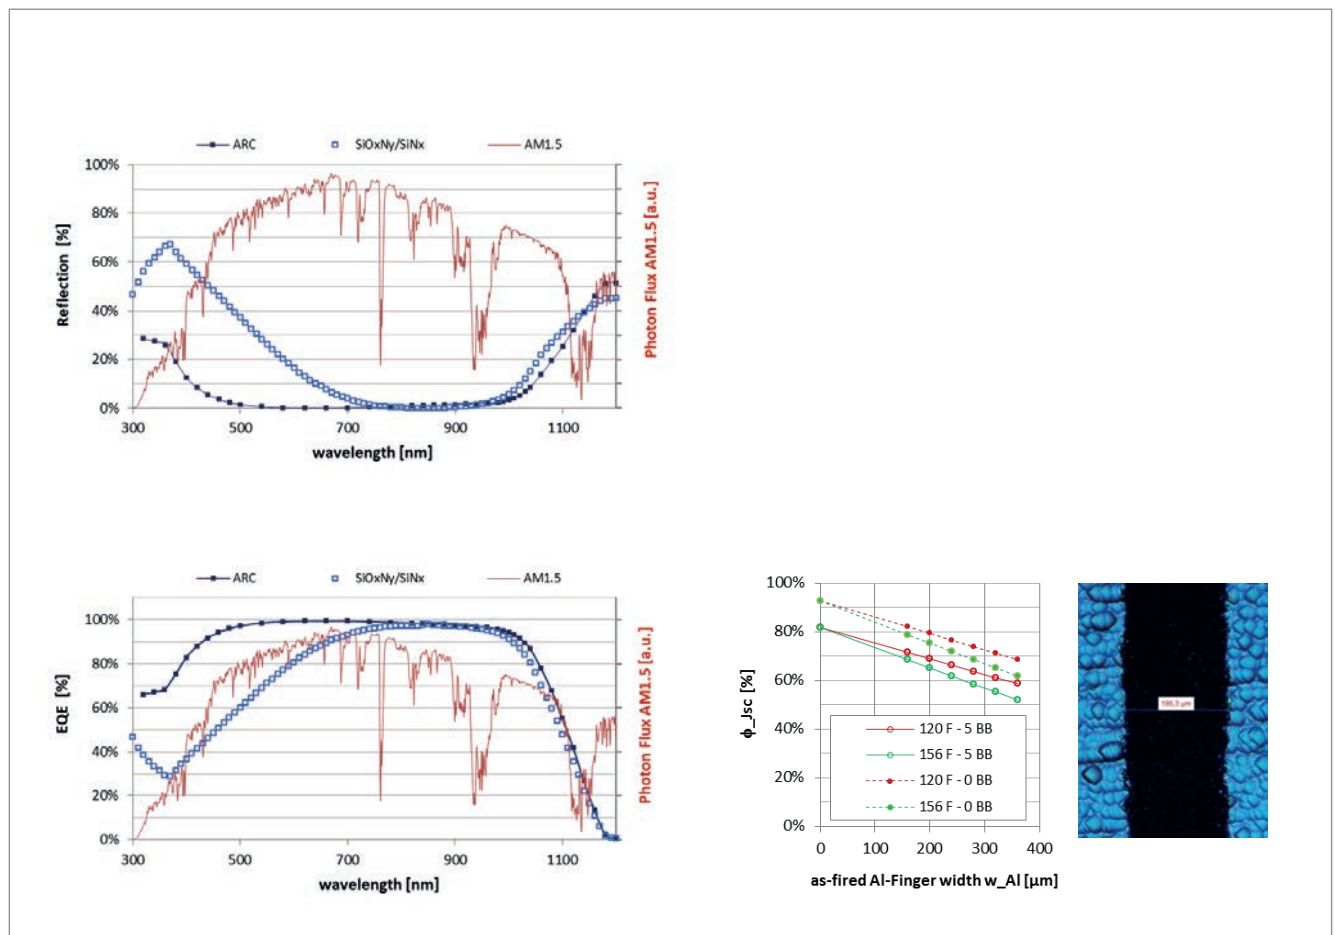 ARC SiOxNy/SiNx AM1.5
100%
80%
60%
40%
20%
0%
300 500 700 900 1100
Reflection [%]
wavelength [nm]
Photon Flux AM1.5 [a.u.]
ARC SiOxNy/SiNx AM1.5
100%
80%
60%
40%
20%
0%
300 500 700 900 1100
EQE [%]
wavelength [nm]
Photon Flux AM1.5 [a.u.]
100%
80%
60%
40%
20%
0%
0 100 200 300 400
ϕ_Jsc [%]
120 F - 5 BB
156 F - 5 BB
120 F - 0 BB
156 F - 0 BB
as-fired Al-Finger width w_Al [µm]